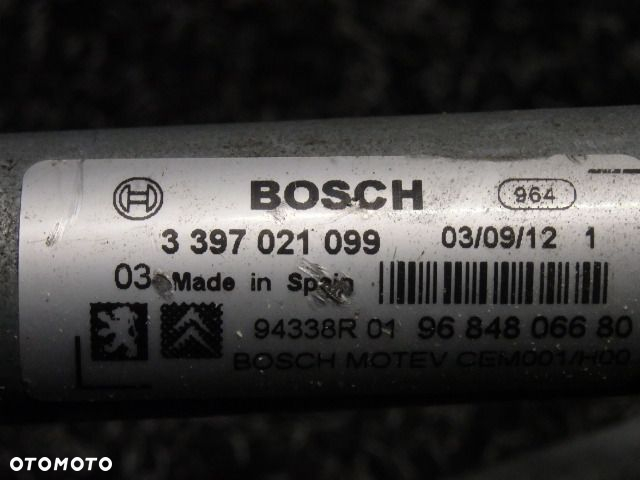 BOSCH 964
3 397 021 099 03/09/12 1
03 Made in Spain
94338R 01 96 848 066 80
BOSCH MOTEV CEM001/H00
OTOMOTO